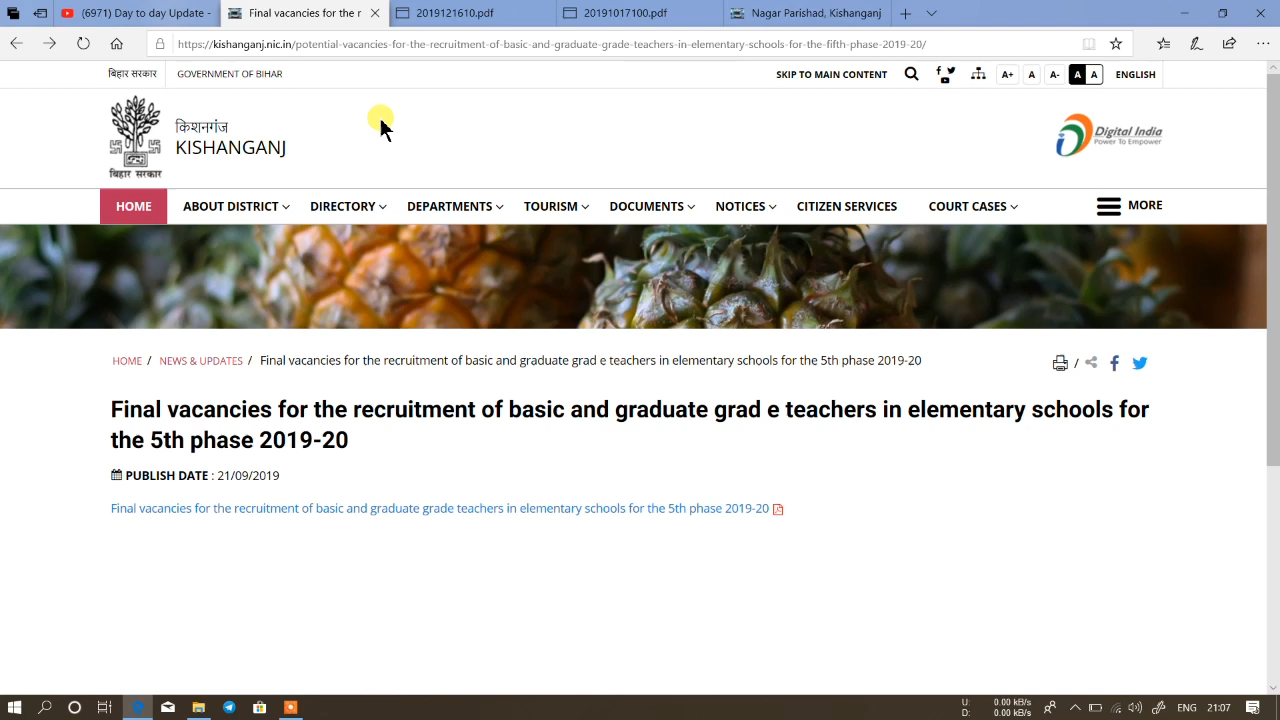 (6971) Day to day update -
Final vacancies for the r
2019121610.pdf
20191017100.pdf
Nagar Parishad, Kishanganj
https://kishanganj.nic.in/potential-vacancies-for-the-recruitment-of-basic-and-graduate-grade-teachers-in-elementary-schools-for-the-fifth-phase-2019-20/
बिहार सरकार GOVERNMENT OF BIHAR
SKIP TO MAIN CONTENT
A+ A A- A A ENGLISH
किशनगंज
KISHANGANJ
बिहार सरकार
Digital India
Power To Empower
HOME ABOUT DISTRICT DIRECTORY DEPARTMENTS TOURISM DOCUMENTS NOTICES CITIZEN SERVICES COURT CASES MORE
HOME / NEWS & UPDATES / Final vacancies for the recruitment of basic and graduate grad e teachers in elementary schools for the 5th phase 2019-20
/
Final vacancies for the recruitment of basic and graduate grad e teachers in elementary schools for
the 5th phase 2019-20
PUBLISH DATE : 21/09/2019
Final vacancies for the recruitment of basic and graduate grade teachers in elementary schools for the 5th phase 2019-20
U: 0.00 kB/s
D: 0.00 kB/s
ENG 21:07